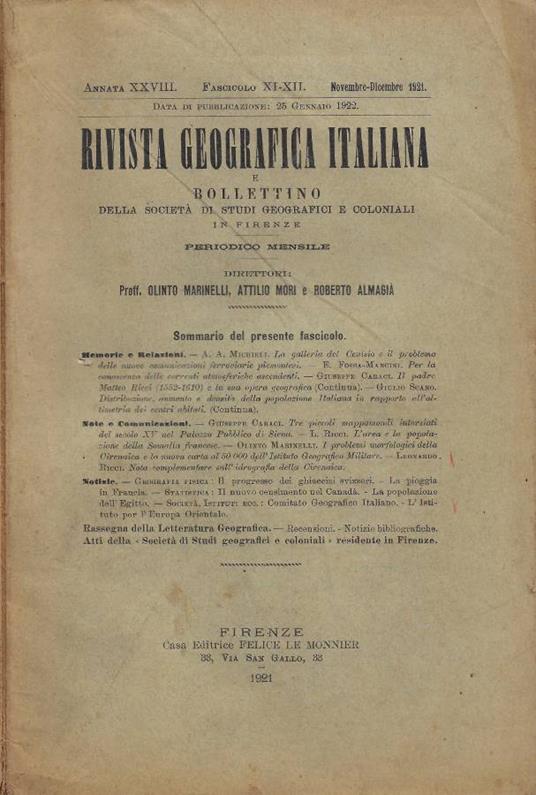 ANNATA XXVIII. FASCICOLO XI-XII. Novembre-Dicembre 1921.
DATA DI PUBBLICAZIONE: 25 GENNAIO 1922.
RIVISTA GEOGRAFICA ITALIANA
E
BOLLETTINO
DELLA SOCIETÀ DI STUDI GEOGRAFICI E COLONIALI
IN FIRENZE
PERIODICO MENSILE
DIRETTORI:
Proff. OLINTO MARINELLI, ATTILIO MORI e ROBERTO ALMAGIÀ
Sommario del presente fascicolo.
Memorie e Relazioni. — A. A. MICHIELI. La galleria del Cenisio e il problema
delle nuove comunicazioni ferroviarie piemontesi. — E. FOSSA-MANCINI. Per la
conoscenza delle correnti atmosferiche ascendenti. — GIUSEPPE CARACI. Il padre
Matteo Ricci (1552-1610) e la sua opera geografica (Continua). — GIULIO SCANO.
Distribuzione, aumento e densità della popolazione Italiana in rapporto all'al-
timetria dei centri abitati. (Continua).
Note e Comunicazioni. — GIUSEPPE CARACI. Tre piccoli mappamondi intarsiati
del secolo XV nel Palazzo Pubblico di Siena. — L. RICCI. L'area e la popola-
zione della Somalia francese. — OLINTO MARINELLI. I problemi morfologici della
Cirenaica e la nuova carta al 50 000 dell'Istituto Geografico Militare. — LEONARDO
RICCI. Nota complementare sull'idrografia della Cirenaica.
Notizie. — GEOGRAFIA FISICA: Il progresso dei ghiacciai svizzeri. - La pioggia
in Francia. — STATISTICA: Il nuovo censimento nel Canadà. - La popolazione
dell'Egitto. — SOCIETÀ, ISTITUTI ECC.: Comitato Geografico Italiano. - L'Isti-
tuto per l'Europa Orientale.
Rassegna della Letteratura Geografica. — Recensioni. - Notizie bibliografiche.
Atti della « Società di Studi geografici e coloniali » residente in Firenze.
FIRENZE
Casa Editrice FELICE LE MONNIER
33, VIA SAN GALLO, 33
1921